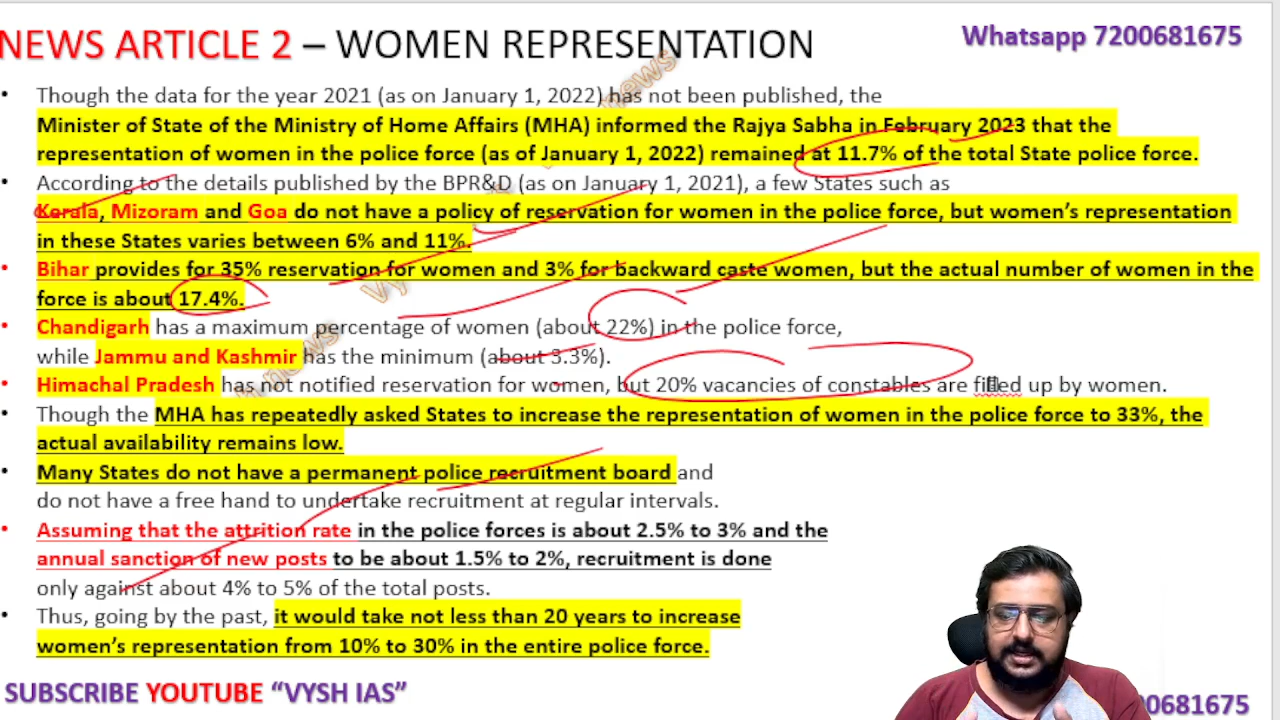 NEWS ARTICLE 2 – WOMEN REPRESENTATION
Whatsapp 7200681675
• Though the data for the year 2021 (as on January 1, 2022) has not been published, the
Minister of State of the Ministry of Home Affairs (MHA) informed the Rajya Sabha in February 2023 that the
representation of women in the police force (as of January 1, 2022) remained at 11.7% of the total State police force.
• According to the details published by the BPR&D (as on January 1, 2021), a few States such as
Kerala, Mizoram and Goa do not have a policy of reservation for women in the police force, but women's representation
in these States varies between 6% and 11%.
• Bihar provides for 35% reservation for women and 3% for backward caste women, but the actual number of women in the
force is about 17.4%.
• Chandigarh has a maximum percentage of women (about 22%) in the police force,
while Jammu and Kashmir has the minimum (about 3.3%).
• Himachal Pradesh has not notified reservation for women, but 20% vacancies of constables are filled up by women.
• Though the MHA has repeatedly asked States to increase the representation of women in the police force to 33%, the
actual availability remains low.
• Many States do not have a permanent police recruitment board and
do not have a free hand to undertake recruitment at regular intervals.
• Assuming that the attrition rate in the police forces is about 2.5% to 3% and the
annual sanction of new posts to be about 1.5% to 2%, recruitment is done
only against about 4% to 5% of the total posts.
• Thus, going by the past, it would take not less than 20 years to increase
women's representation from 10% to 30% in the entire police force.
SUBSCRIBE YOUTUBE "VYSH IAS"
00681675